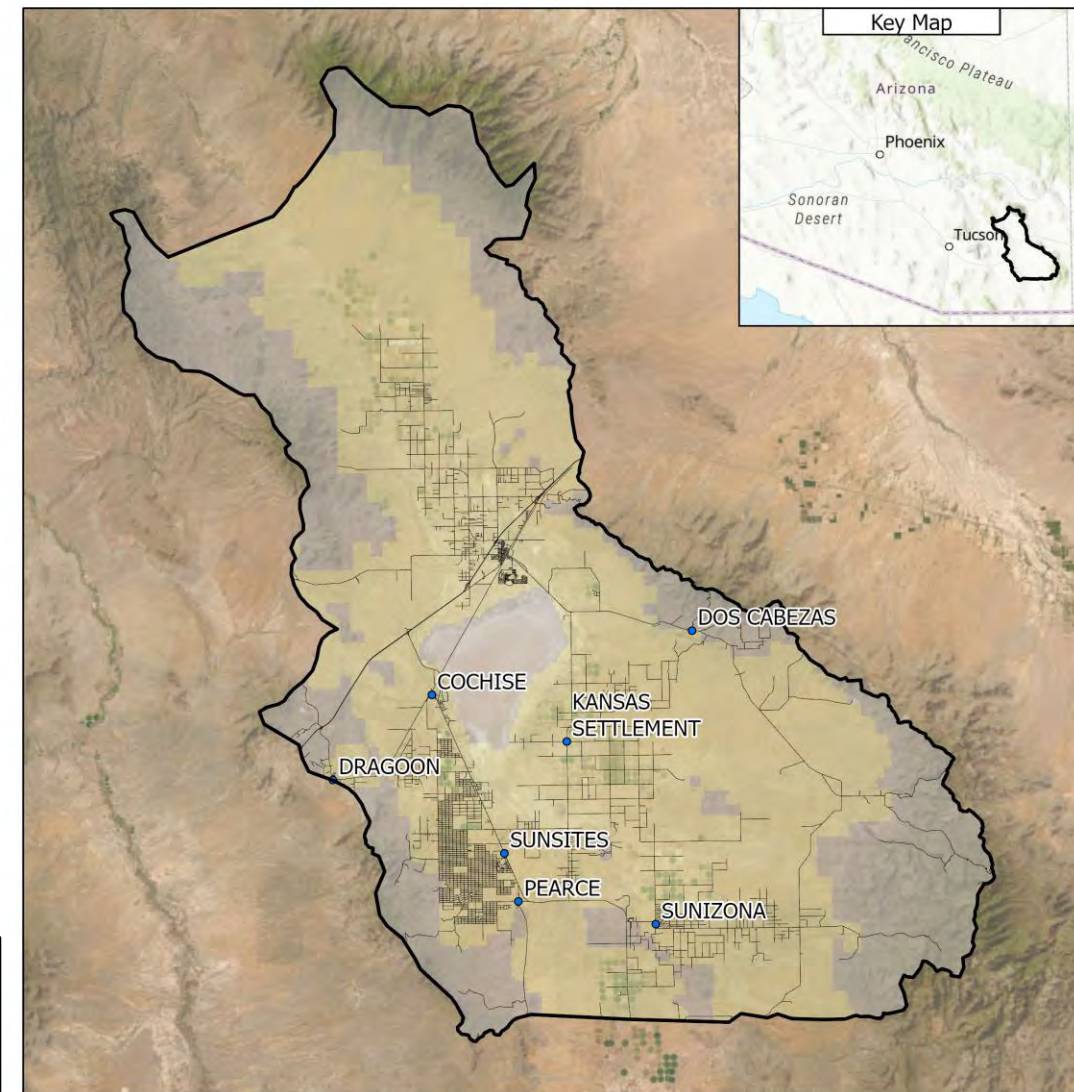 Key Map
ancisco Plateau
Arizona
Phoenix
Sonoran
Desert
Tucson
DOS CABEZAS
COCHISE
KANSAS
SETTLEMENT
DRAGOON
SUNSITES
PEARCE
SUNIZONA